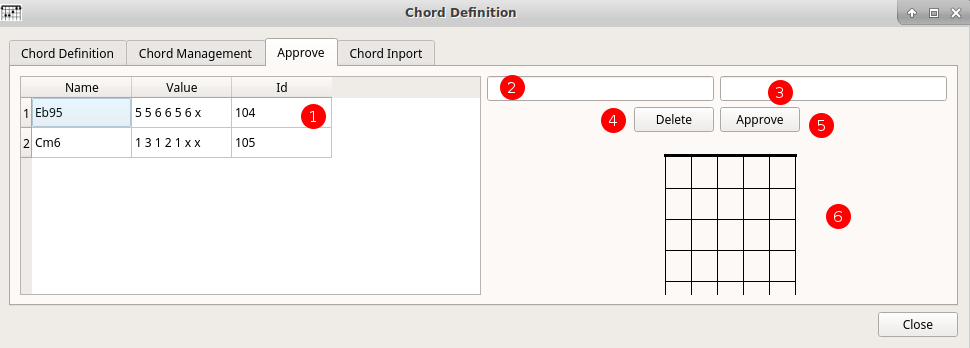 Chord Definition
Chord Definition Chord Management Approve Chord Inport
Name Value Id
1 Eb95 5 5 6 6 5 6 x 104 1
2 Cm6 1 3 1 2 1 x x 105
2 3
4 Delete Approve 5
6
Close